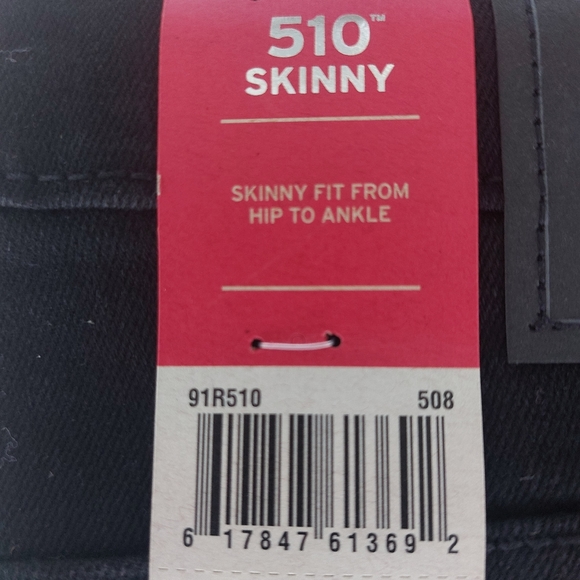 510™
SKINNY
SKINNY FIT FROM
HIP TO ANKLE
91R510 508
6 17847 61369 2